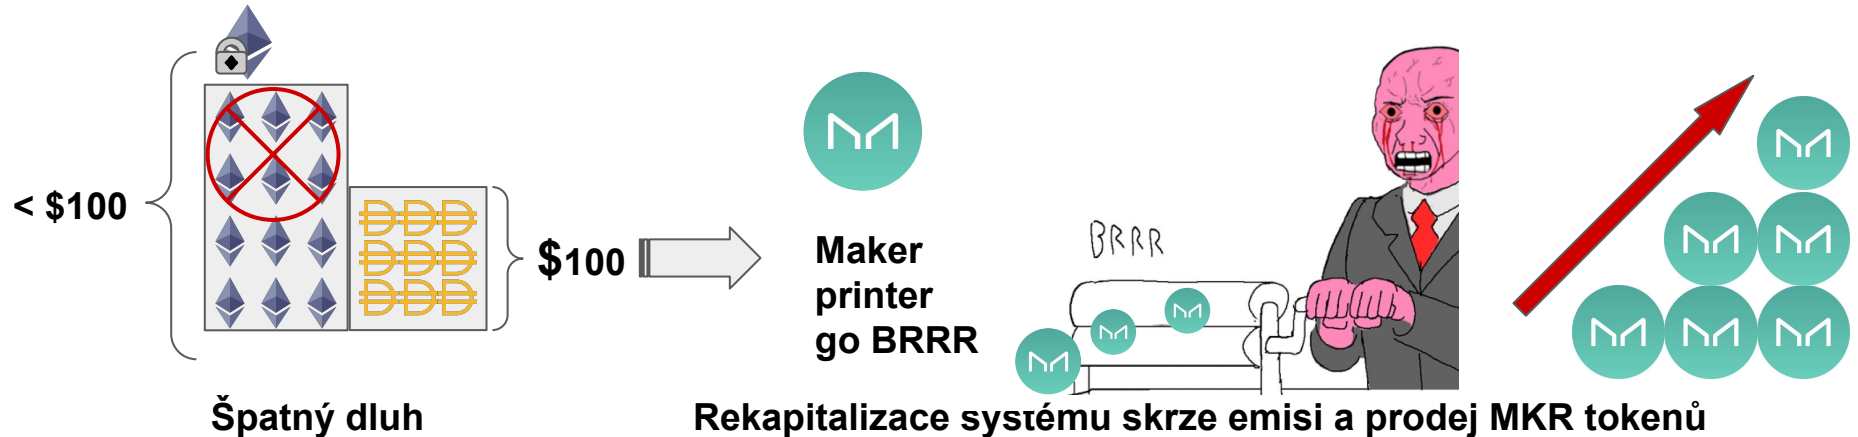 < $100
$100
Maker
printer
go BRRR
BRRR
Špatný dluh
Rekapitalizace systému skrze emisi a prodej MKR tokenů